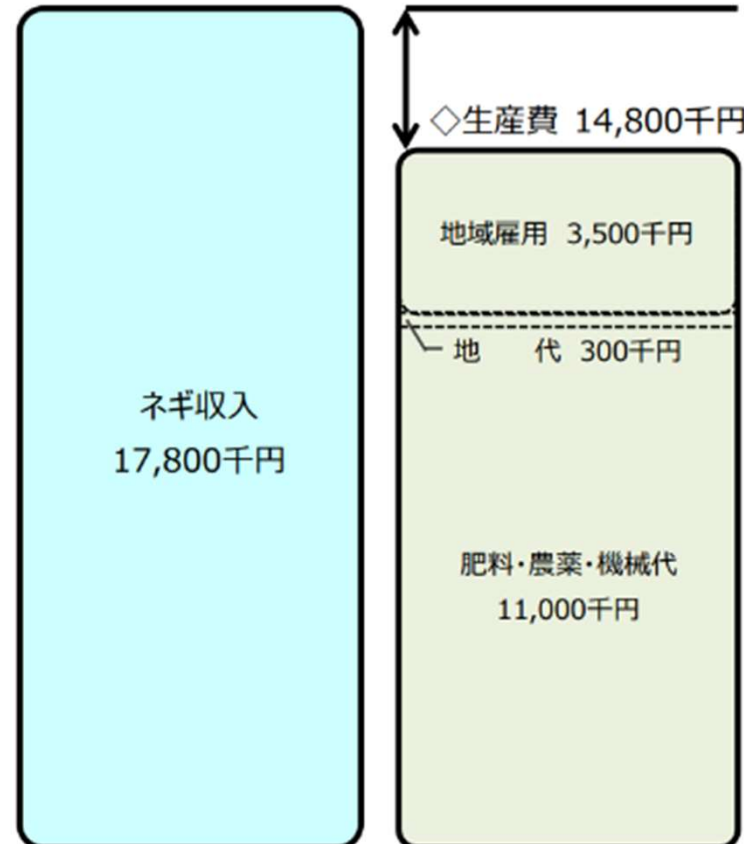 ◇生産費 14,800千円
地域雇用 3,500千円
地　　代 300千円
ネギ収入
17,800千円
肥料・農薬・機械代
11,000千円